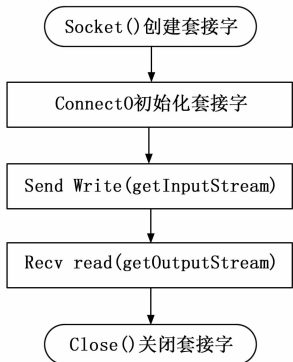 Socket()创建套接字
ConnectO初始化套接字
Send Write(getInputStream)
Recv read(getOutputStream)
Close()关闭套接字